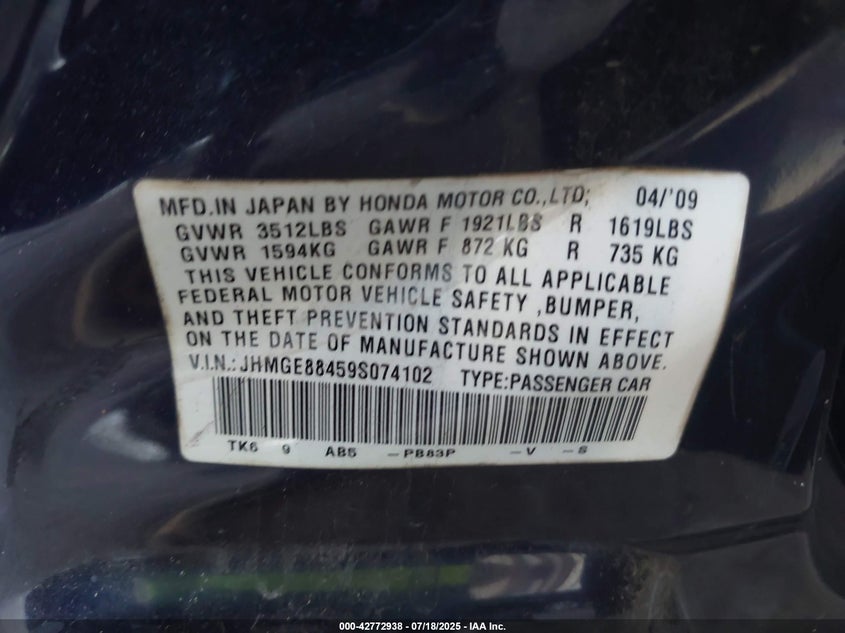 MFD.IN JAPAN BY HONDA MOTOR CO.,LTD; 04/'09
GVWR 3512LBS GAWR F 1921LBS R 1619LBS
GVWR 1594KG GAWR F 872 KG R 735 KG
THIS VEHICLE CONFORMS TO ALL APPLICABLE
FEDERAL MOTOR VEHICLE SAFETY ,BUMPER,
AND THEFT PREVENTION STANDARDS IN EFFECT
ON THE DATE OF MANUFACTURE SHOWN ABOVE.
V.I.N.: JHMGE88459S074102 TYPE:PASSENGER CAR
TK6 9 AB5 -PB83P -V -S
000-42772938 - 07/18/2025 - IAA Inc.